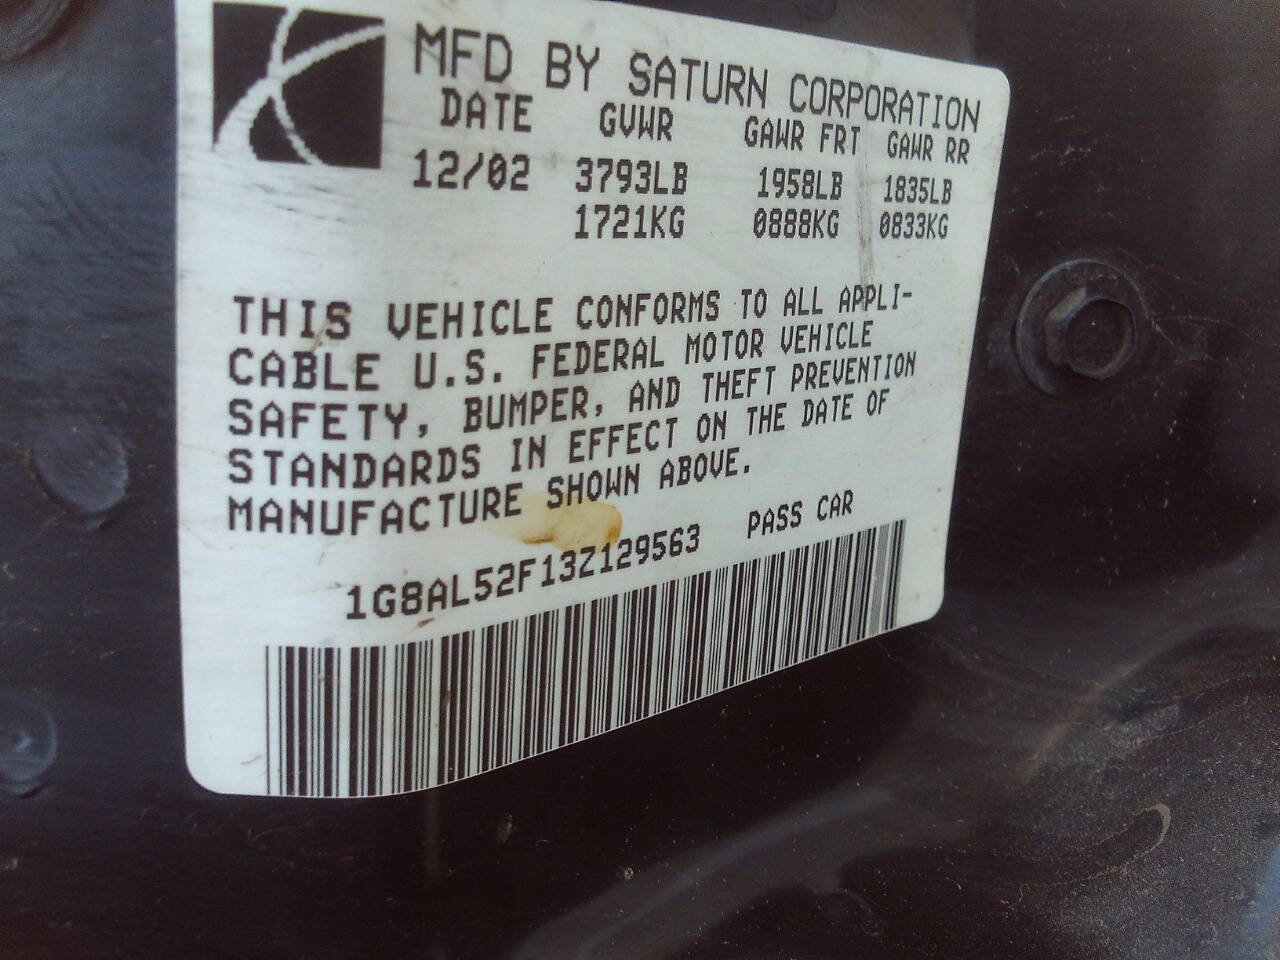 MFD BY SATURN CORPORATION
DATE GVWR GAWR FRT GAWR RR
12/02 3793LB 1958LB 1835LB
1721KG 0888KG 0833KG
THIS VEHICLE CONFORMS TO ALL APPLI-
CABLE U.S. FEDERAL MOTOR VEHICLE
SAFETY, BUMPER, AND THEFT PREVENTION
STANDARDS IN EFFECT ON THE DATE OF
MANUFACTURE SHOWN ABOVE.
1G8AL52F13Z129563 PASS CAR